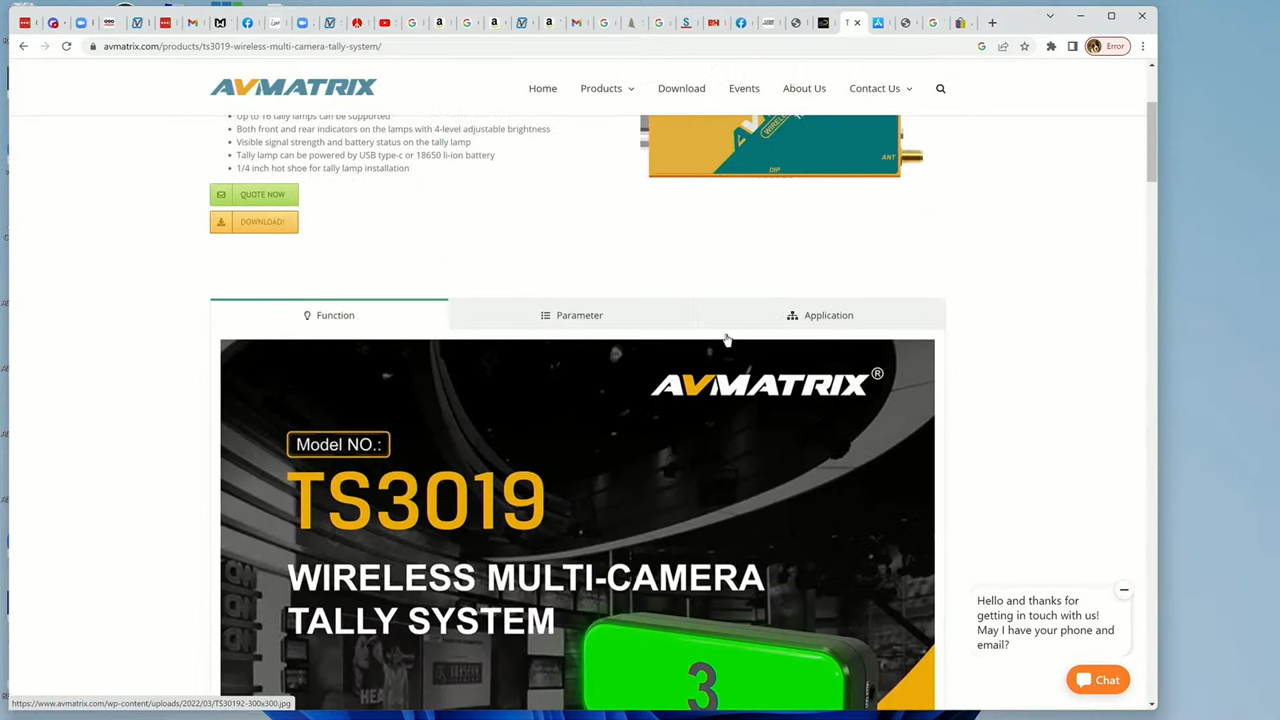 avmatrix.com/products/ts3019-wireless-multi-camera-tally-system/
Error
AVMATRIX
Home
Products
Download
Events
About Us
Contact Us
Up to 16 tally lamps can be supported
Both front and rear indicators on the lamps with 4-level adjustable brightness
Visible signal strength and battery status on the tally lamp
Tally lamp can be powered by USB type-c or 18650 li-ion battery
1/4 inch hot shoe for tally lamp installation
ANT
DIP
QUOTE NOW
DOWNLOAD!
Function
Parameter
Application
AVMATRIX®
Model NO.:
TS3019
WIRELESS MULTI-CAMERA
TALLY SYSTEM
3
Hello and thanks for
getting in touch with us!
May I have your phone and
email?
Chat
https://www.avmatrix.com/wp-content/uploads/2022/03/TS30192-300x300.jpg